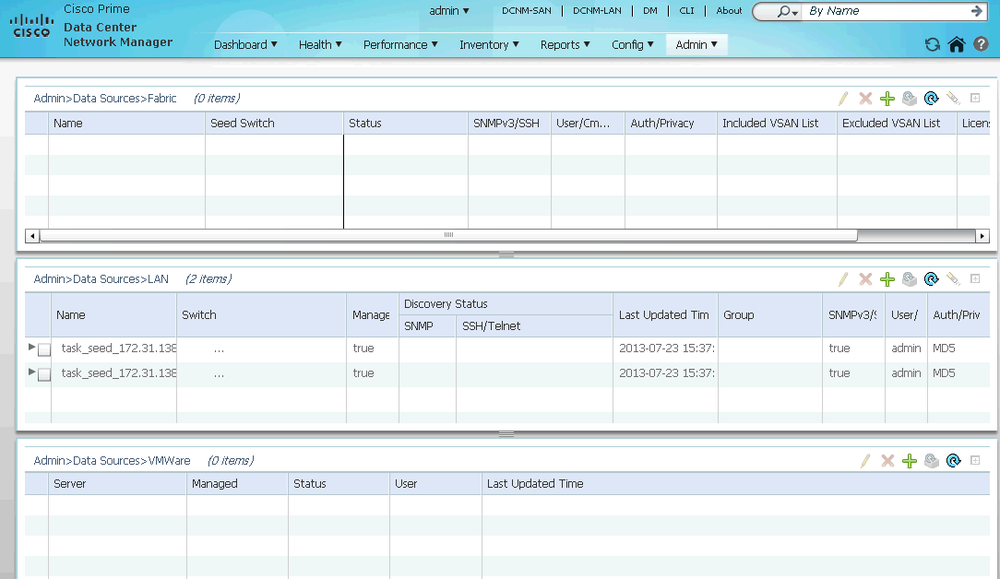 Cisco Prime
Data Center
Network Manager
CISCO
admin DCNM-SAN DCNM-LAN DM CLI About By Name
Dashboard Health Performance Inventory Reports Config Admin
Admin>Data Sources>Fabric (0 items)
Name Seed Switch Status SNMPv3/SSH User/Cm... Auth/Privacy Included VSAN List Excluded VSAN List Licens
Admin>Data Sources>LAN (2 items)
Name Switch Manage Discovery Status Last Updated Tim Group SNMPv3/S User/ Auth/Priv
SNMP SSH/Telnet
task_seed_172.31.138 ... true 2013-07-23 15:37: true admin MD5
task_seed_172.31.138 ... true 2013-07-23 15:37: true admin MD5
Admin>Data Sources>VMWare (0 items)
Server Managed Status User Last Updated Time